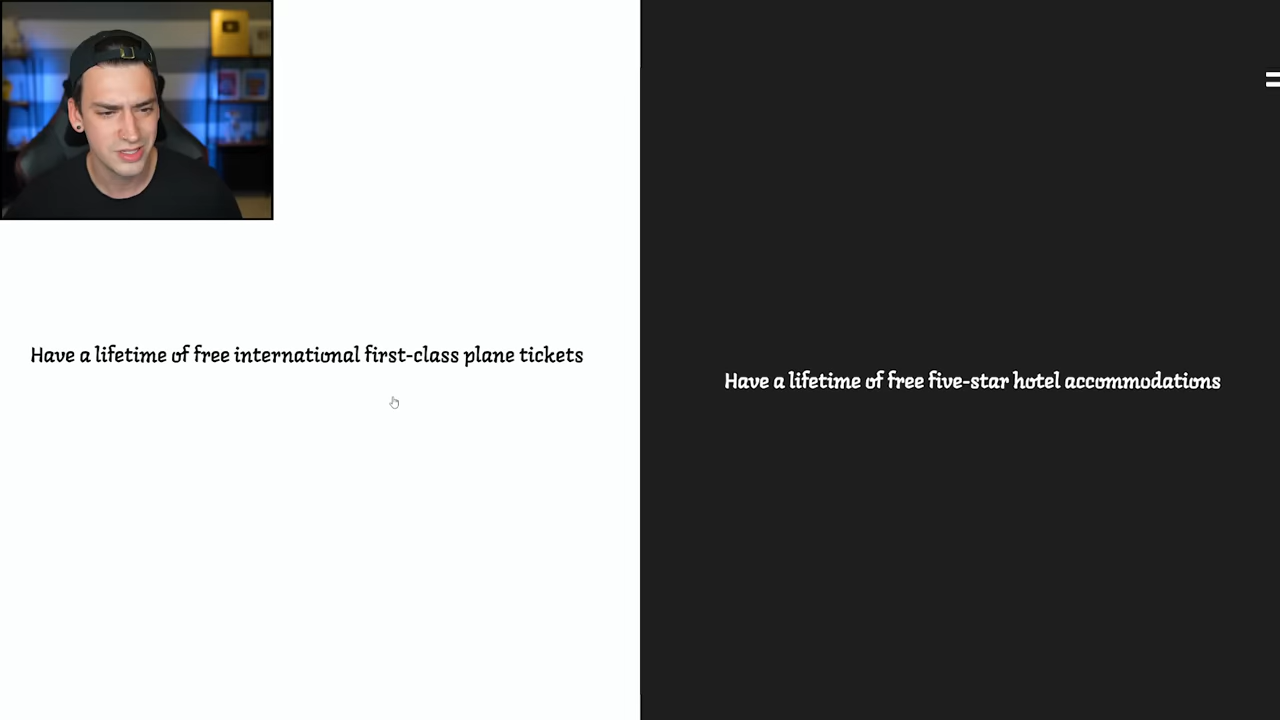 Have a lifetime of free international first-class plane tickets
Have a lifetime of free five-star hotel accommodations